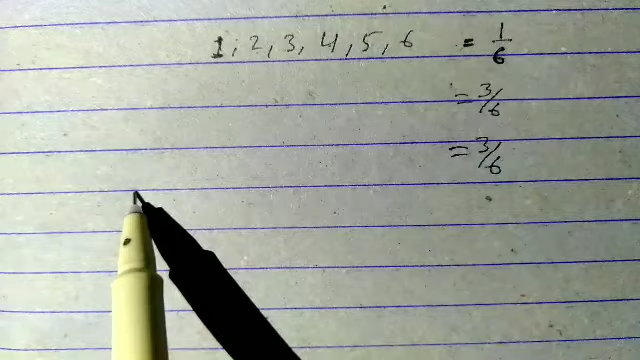 1, 2, 3, 4, 5, 6 = 1/6
= 3/6
= 3/6